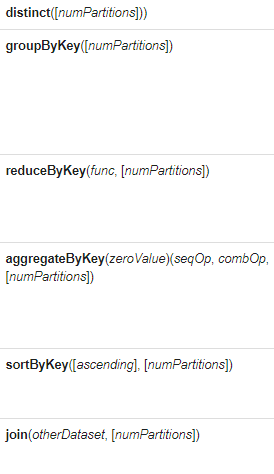 distinct([numPartitions]))
groupByKey([numPartitions])
reduceByKey(func, [numPartitions])
aggregateByKey(zeroValue)(seqOp, combOp,
[numPartitions])
sortByKey([ascending], [numPartitions])
join(otherDataset, [numPartitions])